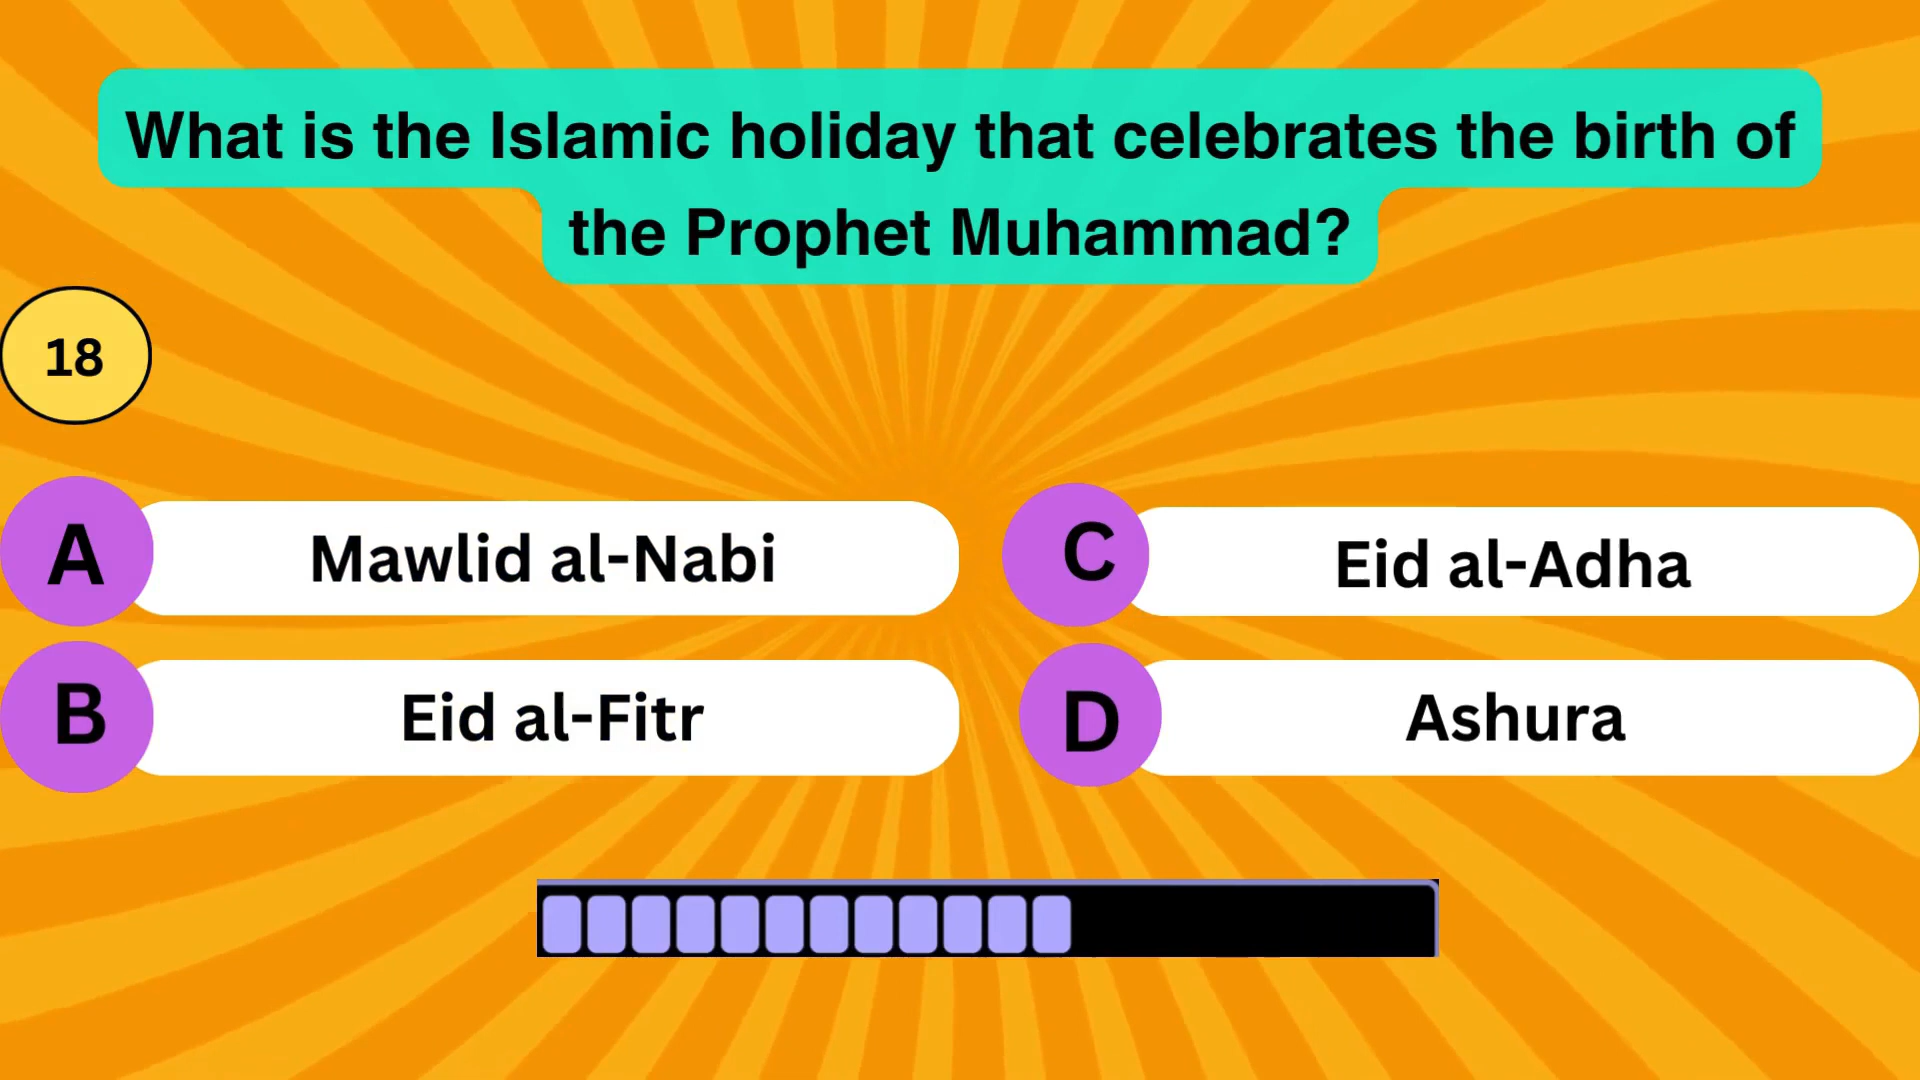 What is the Islamic holiday that celebrates the birth of
the Prophet Muhammad?
18
A Mawlid al-Nabi
B Eid al-Fitr
C Eid al-Adha
D Ashura